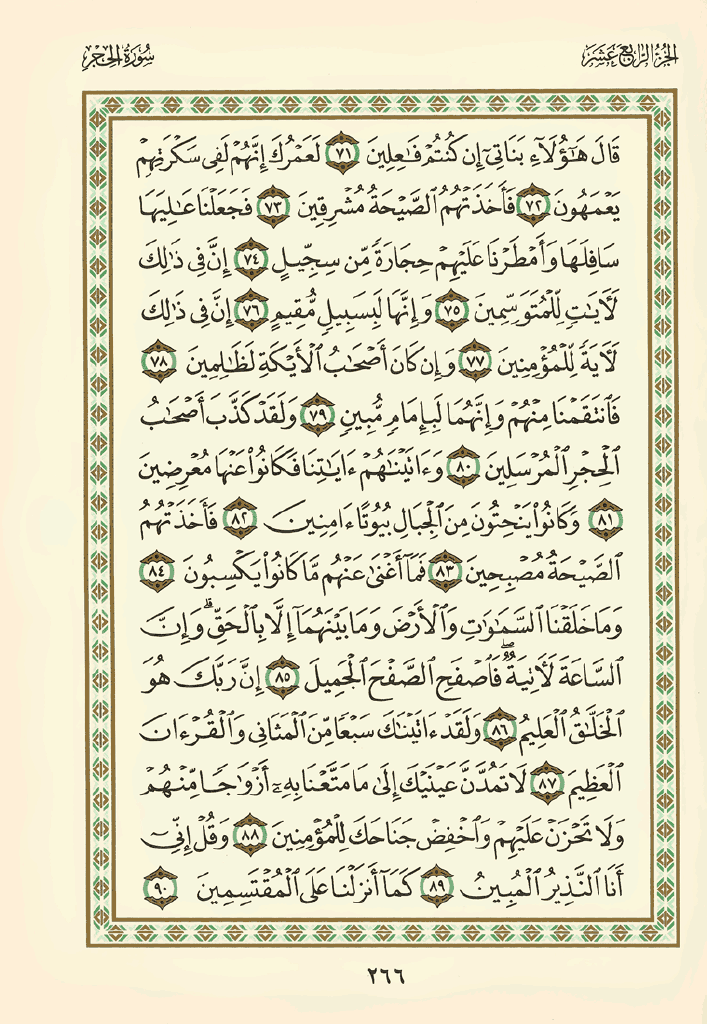 الجزء الرابع عشر
سورة الحجر
قَالَ هَٰٓؤُلَآءِ بَنَاتِيٓ إِن كُنتُمۡ فَٰعِلِينَ ٧١ لَعَمۡرُكَ إِنَّهُمۡ لَفِي سَكۡرَتِهِمۡ
يَعۡمَهُونَ ٧٢ فَأَخَذَتۡهُمُ ٱلصَّيۡحَةُ مُشۡرِقِينَ ٧٣ فَجَعَلۡنَا عَٰلِيَهَا
سَافِلَهَا وَأَمۡطَرۡنَا عَلَيۡهِمۡ حِجَارَةٗ مِّن سِجِّيلٍ ٧٤ إِنَّ فِي ذَٰلِكَ
لَأٓيَٰتٖ لِّلۡمُتَوَسِّمِينَ ٧٥ وَإِنَّهَا لَبِسَبِيلٖ مُّقِيمٍ ٧٦ إِنَّ فِي ذَٰلِكَ
لَأٓيَةٗ لِّلۡمُؤۡمِنِينَ ٧٧ وَإِن كَانَ أَصۡحَٰبُ ٱلۡأَيۡكَةِ لَظَٰلِمِينَ ٧٨
فَٱنتَقَمۡنَا مِنۡهُمۡ وَإِنَّهُمَا لَبِإِمَامٖ مُّبِينٖ ٧٩ وَلَقَدۡ كَذَّبَ أَصۡحَٰبُ
ٱلۡحِجۡرِ ٱلۡمُرۡسَلِينَ ٨٠ وَءَاتَيۡنَٰهُمۡ ءَايَٰتِنَا فَكَانُواْ عَنۡهَا مُعۡرِضِينَ
٨١ وَكَانُواْ يَنۡحِتُونَ مِنَ ٱلۡجِبَالِ بُيُوتًا ءَامِنِينَ ٨٢ فَأَخَذَتۡهُمُ
ٱلصَّيۡحَةُ مُصۡبِحِينَ ٨٣ فَمَآ أَغۡنَىٰ عَنۡهُم مَّا كَانُواْ يَكۡسِبُونَ ٨٤
وَمَا خَلَقۡنَا ٱلسَّمَٰوَٰتِ وَٱلۡأَرۡضَ وَمَا بَيۡنَهُمَآ إِلَّا بِٱلۡحَقِّۗ وَإِنَّ
ٱلسَّاعَةَ لَأٓتِيَةٞۖ فَٱصۡفَحِ ٱلصَّفۡحَ ٱلۡجَمِيلَ ٨٥ إِنَّ رَبَّكَ هُوَ
ٱلۡخَلَّٰقُ ٱلۡعَلِيمُ ٨٦ وَلَقَدۡ ءَاتَيۡنَٰكَ سَبۡعٗا مِّنَ ٱلۡمَثَانِي وَٱلۡقُرۡءَانَ
ٱلۡعَظِيمَ ٨٧ لَا تَمُدَّنَّ عَيۡنَيۡكَ إِلَىٰ مَا مَتَّعۡنَا بِهِۦٓ أَزۡوَٰجٗا مِّنۡهُمۡ
وَلَا تَحۡزَنۡ عَلَيۡهِمۡ وَٱخۡفِضۡ جَنَاحَكَ لِلۡمُؤۡمِنِينَ ٨٨ وَقُلۡ إِنِّيٓ
أَنَا ٱلنَّذِيرُ ٱلۡمُبِينُ ٨٩ كَمَآ أَنزَلۡنَا عَلَى ٱلۡمُقۡتَسِمِينَ ٩٠
٢٦٦